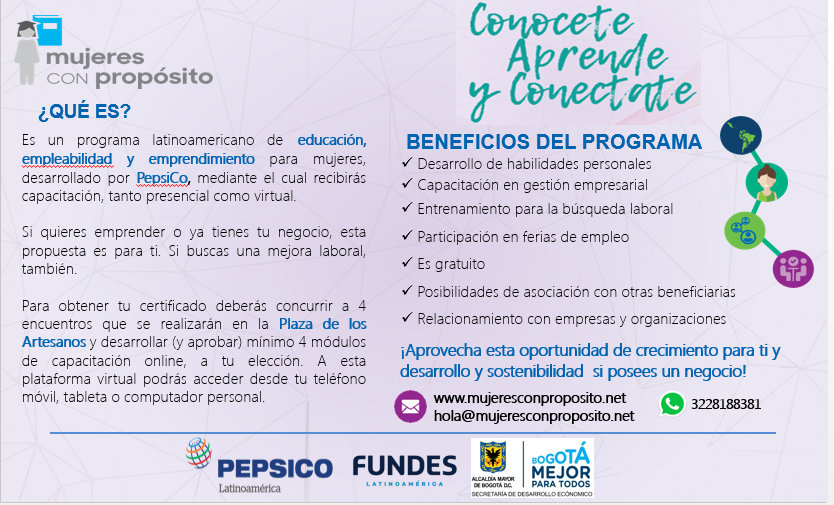 mujeres
CON propósito
Conocete
Aprende
y Conectate
¿QUÉ ES?
Es un programa latinoamericano de educación,
empleabilidad y emprendimiento para mujeres,
desarrollado por PepsiCo, mediante el cual recibirás
capacitación, tanto presencial como virtual.
Si quieres emprender o ya tienes tu negocio, esta
propuesta es para ti. Si buscas una mejora laboral,
también.
Para obtener tu certificado deberás concurrir a 4
encuentros que se realizarán en la Plaza de los
Artesanos y desarrollar (y aprobar) mínimo 4 módulos
de capacitación online, a tu elección. A esta
plataforma virtual podrás acceder desde tu teléfono
móvil, tableta o computador personal.
BENEFICIOS DEL PROGRAMA
✓ Desarrollo de habilidades personales
✓ Capacitación en gestión empresarial
✓ Entrenamiento para la búsqueda laboral
✓ Participación en ferias de empleo
✓ Es gratuito
✓ Posibilidades de asociación con otras beneficiarias
✓ Relacionamiento con empresas y organizaciones
¡Aprovecha esta oportunidad de crecimiento para ti y
desarrollo y sostenibilidad si posees un negocio!
www.mujeresconproposito.net
hola@mujeresconproposito.net
3228188381
PEPSICO
Latinoamérica
FUNDES
LATINOAMÉRICA
ALCALDÍA MAYOR
DE BOGOTÁ D.C.
SECRETARÍA DE DESARROLLO ECONÓMICO
BOGOTÁ
MEJOR
PARA TODOS